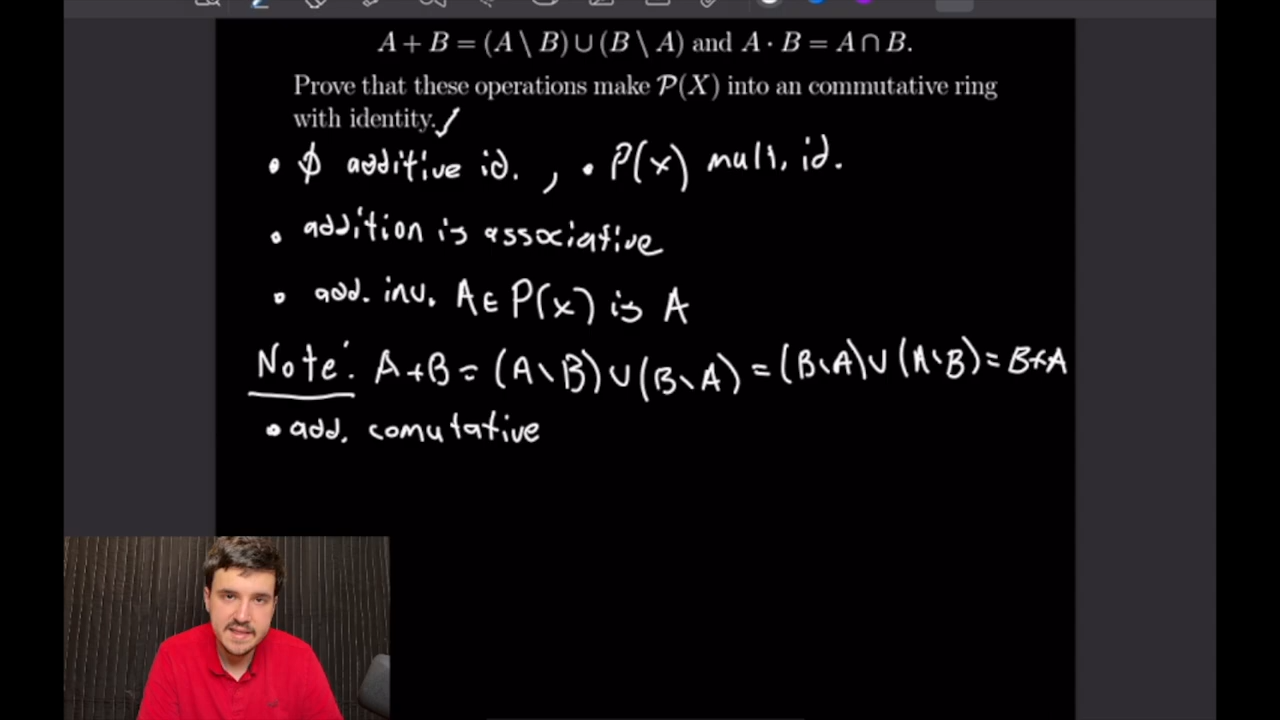 A + B = (A \ B) ∪ (B \ A) and A · B = A ∩ B.
Prove that these operations make P(X) into an commutative ring
with identity. ✓
• ∅ additive id. , • P(x) mult. id.
• addition is associative
• add. inv. A ∈ P(x) is A
Note: A+B = (A \ B) ∪ (B \ A) = (B \ A) ∪ (A \ B) = B+A
• add. comutative